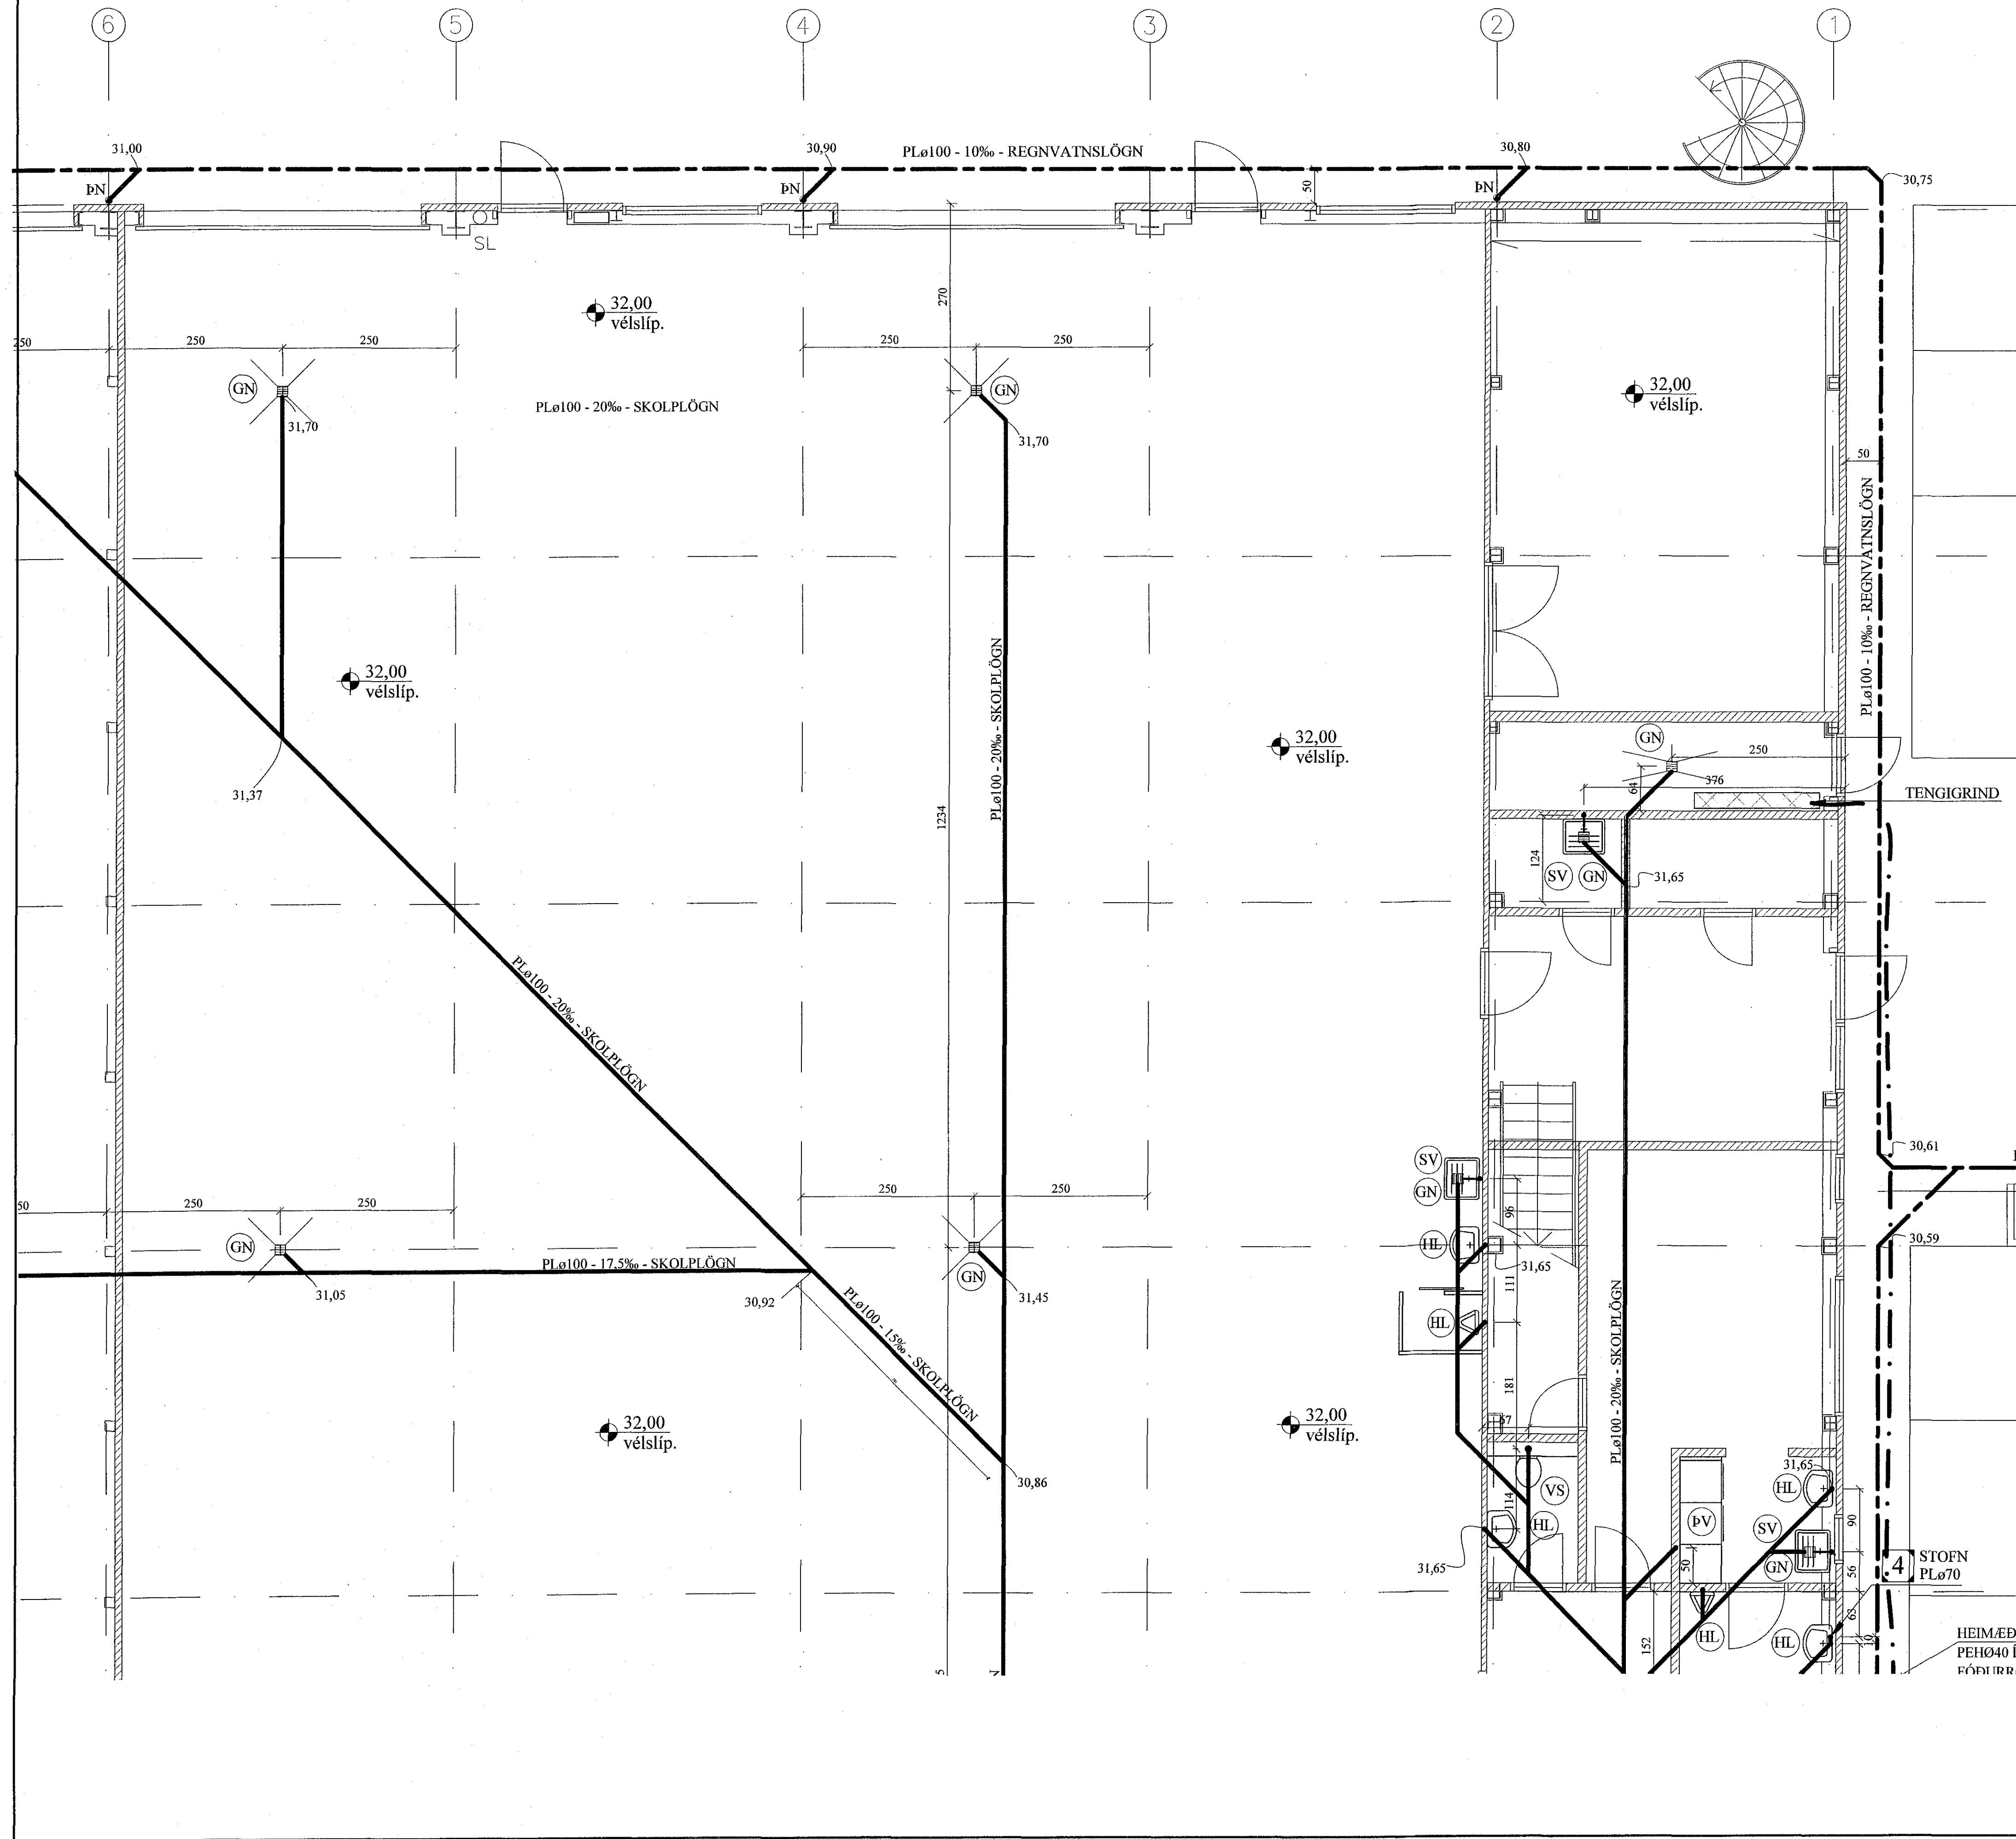 6 5 4 3 2 1
31,00
30,90
PLø100 - 10‰ - REGNVATNSLÖGN
30,80
30,75
ÞN
ÞN
ÞN
50
SL
32,00
vélslíp.
270
250
250
250
250
250
GN
31,70
PLø100 - 20‰ - SKOLPLÖGN
GN
31,70
32,00
vélslíp.
50
PLø100 - 10‰ - REGNVATNSLÖGN
32,00
vélslíp.
31,37
PLø100 - 20‰ - SKOLPLÖGN
1234
32,00
vélslíp.
GN
250
376
64
TENGIGRIND
124
SV
GN
31,65
PLø100 - 20‰ - SKOLPLÖGN
30,61
SV
GN
96
HL
31,65
30,59
50
250
250
250
250
GN
31,05
PLø100 - 17,5‰ - SKOLPLÖGN
30,92
PLø100 - 15‰ - SKOLPLÖGN
GN
31,45
111
HL
181
PLø100 - 20‰ - SKOLPLÖGN
32,00
vélslíp.
32,00
vélslíp.
67
30,86
VS
114
HL
31,65
31,65
HL
90
ÞV
SV
GN
50
56
4
STOFN
PLø70
63
152
HL
HL
10
HEIMÆÐ
PEHØ40 Í
FÓÐURR
5
N